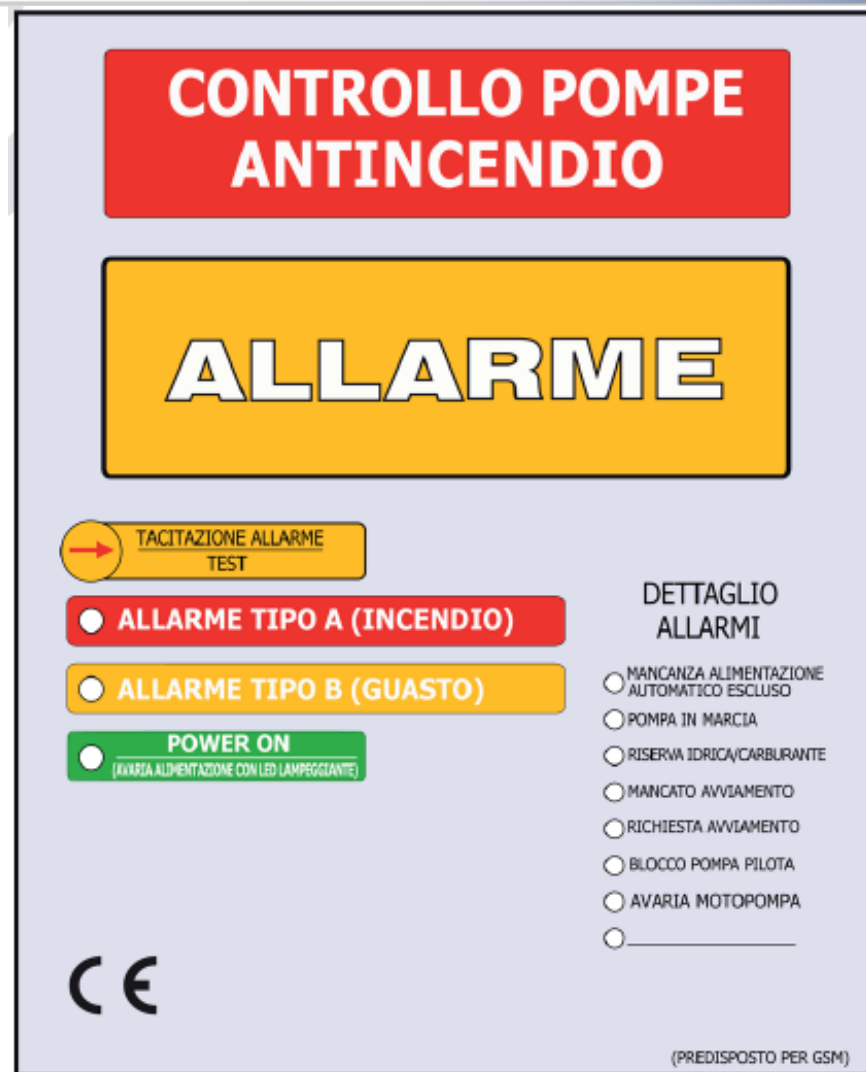 CONTROLLO POMPE
ANTINCENDIO
ALLARME
TACITAZIONE ALLARME
TEST
ALLARME TIPO A (INCENDIO)
ALLARME TIPO B (GUASTO)
POWER ON
(AVARIA ALIMENTAZIONE CON LED LAMPEGGIANTE)
DETTAGLIO
ALLARMI
MANCANZA ALIMENTAZIONE
AUTOMATICO ESCLUSO
POMPA IN MARCIA
RISERVA IDRICA/CARBURANTE
MANCATO AVVIAMENTO
RICHIESTA AVVIAMENTO
BLOCCO POMPA PILOTA
AVARIA MOTOPOMPA
CE
(PREDISPOSTO PER GSM)